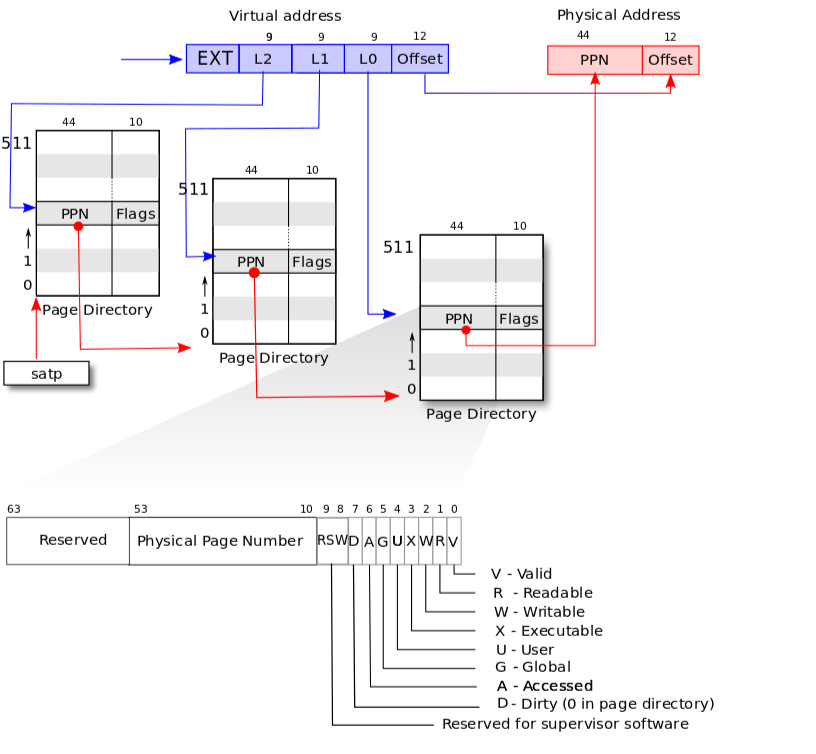 Virtual address
Physical Address
9 9 9 12
44 12
EXT L2 L1 L0 Offset
PPN Offset
44 10
511
PPN Flags
1
0
Page Directory
satp
44 10
511
PPN Flags
1
0
Page Directory
44 10
511
PPN Flags
1
0
Page Directory
63 53 10 9 8 7 6 5 4 3 2 1 0
Reserved Physical Page Number RSW D A G U X W R V
V - Valid
R - Readable
W - Writable
X - Executable
U - User
G - Global
A - Accessed
D - Dirty (0 in page directory)
Reserved for supervisor software